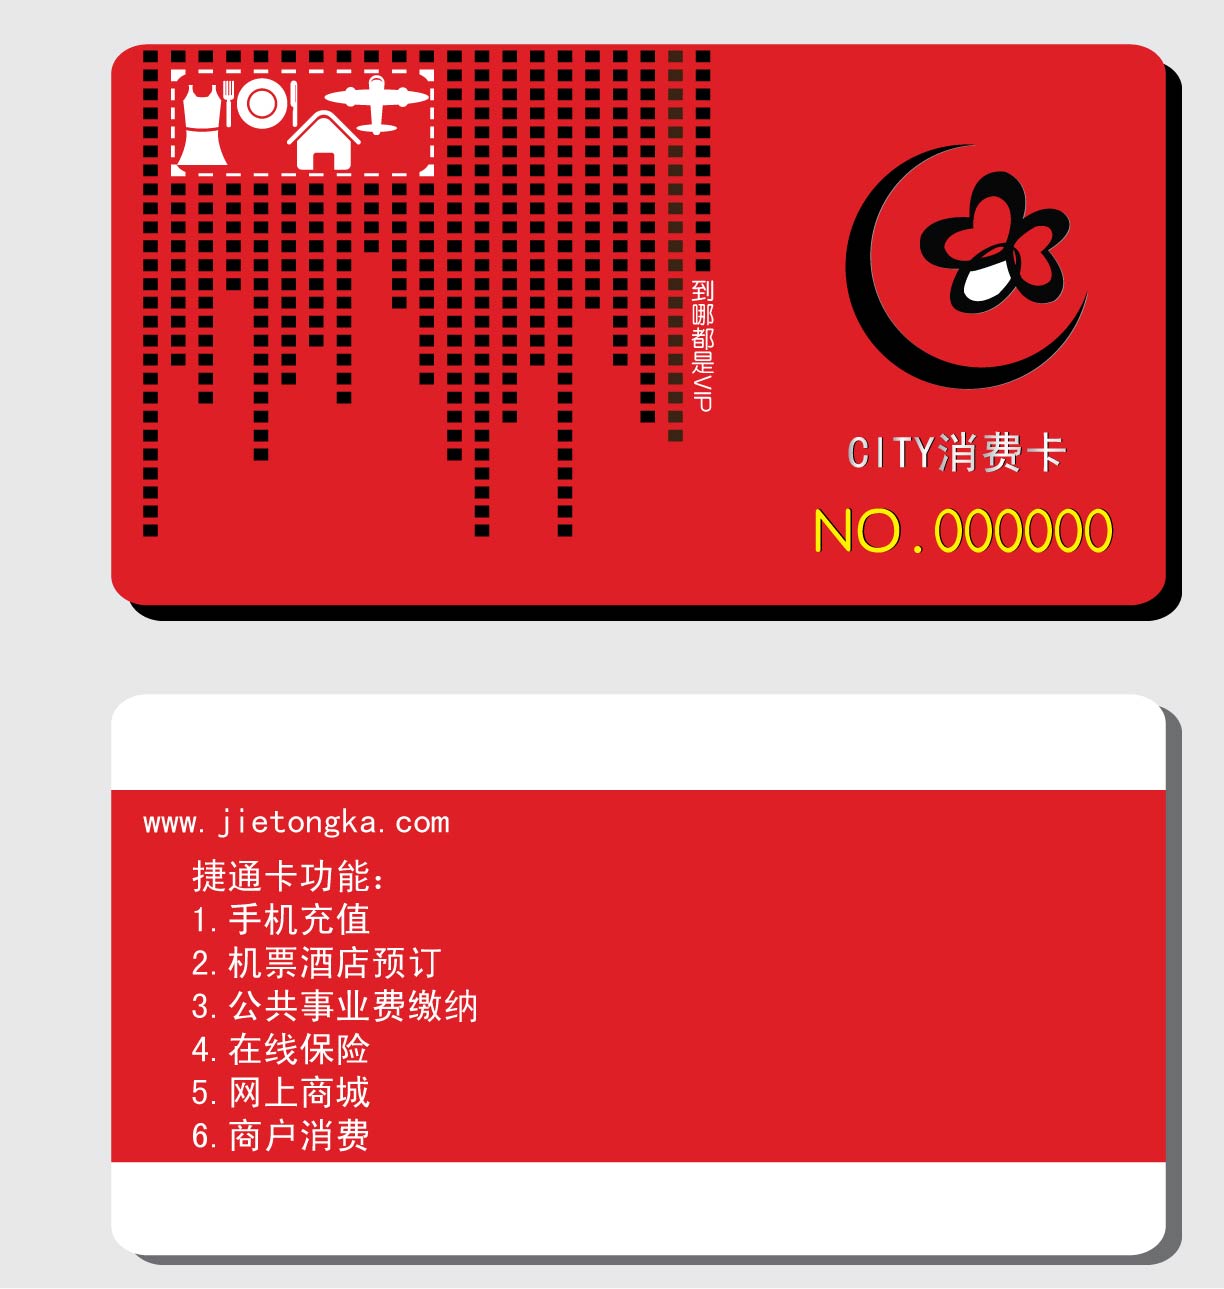 到哪都是VIP
CITY消费卡
NO.000000
www.jietongka.com
捷通卡功能：
1.手机充值
2.机票酒店预订
3.公共事业费缴纳
4.在线保险
5.网上商城
6.商户消费